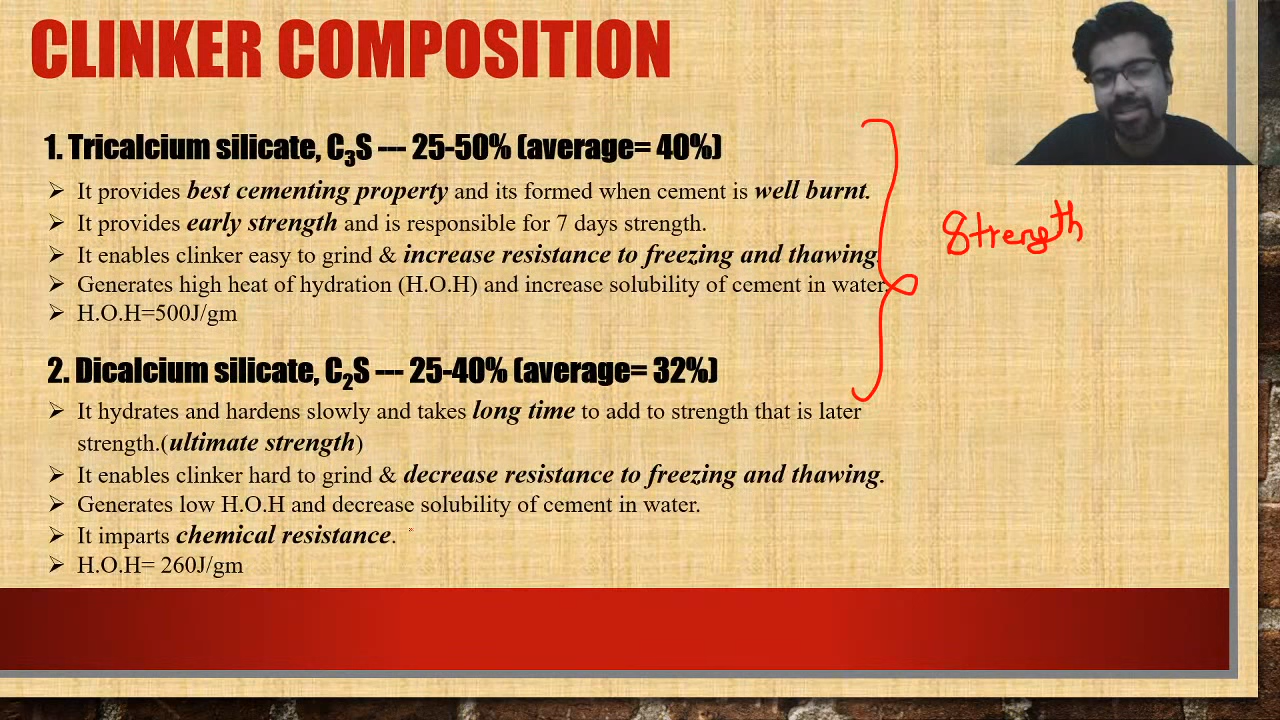 CLINKER COMPOSITION
1. Tricalcium silicate, C₃S --- 25-50% (average= 40%)
➢ It provides best cementing property and its formed when cement is well burnt.
➢ It provides early strength and is responsible for 7 days strength.
➢ It enables clinker easy to grind & increase resistance to freezing and thawing.
➢ Generates high heat of hydration (H.O.H) and increase solubility of cement in water.
➢ H.O.H=500J/gm
Strength
2. Dicalcium silicate, C₂S --- 25-40% (average= 32%)
➢ It hydrates and hardens slowly and takes long time to add to strength that is later
strength.(ultimate strength)
➢ It enables clinker hard to grind & decrease resistance to freezing and thawing.
➢ Generates low H.O.H and decrease solubility of cement in water.
➢ It imparts chemical resistance.
➢ H.O.H= 260J/gm